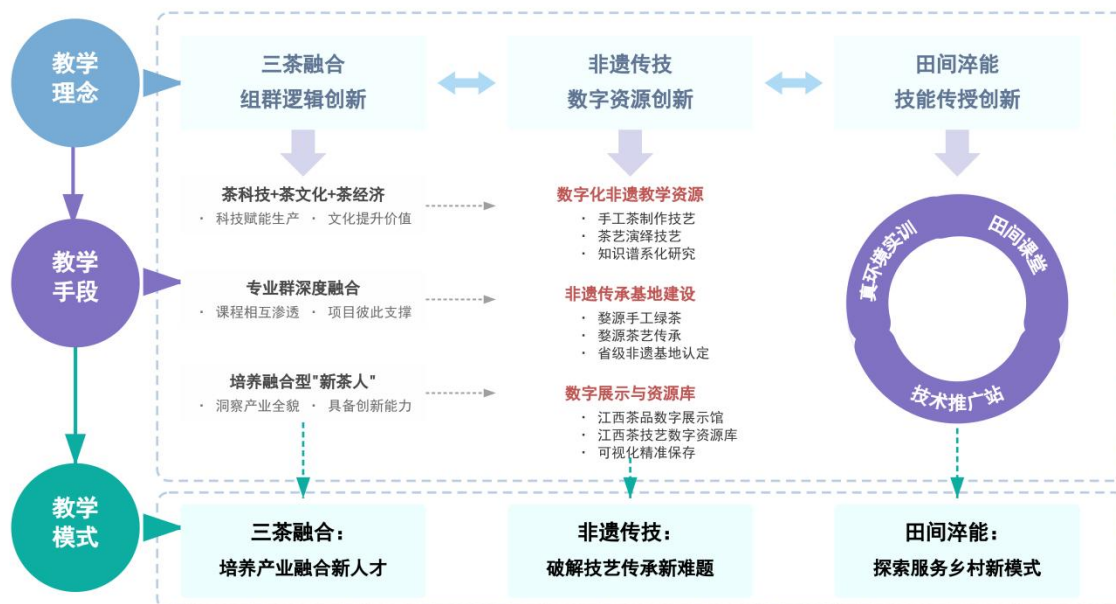 教学
理念
三茶融合
组群逻辑创新
非遗传技
数字资源创新
田间淬能
技能传授创新
教学
手段
茶科技+茶文化+茶经济
· 科技赋能生产 · 文化提升价值
专业群深度融合
· 课程相互渗透 · 项目彼此支撑
培养融合型"新茶人"
· 洞察产业全貌 · 具备创新能力
数字化非遗教学资源
· 手工茶制作技艺
· 茶艺演绎技艺
· 知识谱系化研究
非遗传承基地建设
· 婺源手工绿茶
· 婺源茶艺传承
· 省级非遗基地认定
数字展示与资源库
· 江西茶品数字展示馆
· 江西茶技艺数字资源库
· 可视化精准保存
真环境实训
田间课堂
技术推广站
教学
模式
三茶融合：
培养产业融合新人才
非遗传技：
破解技艺传承新难题
田间淬能：
探索服务乡村新模式